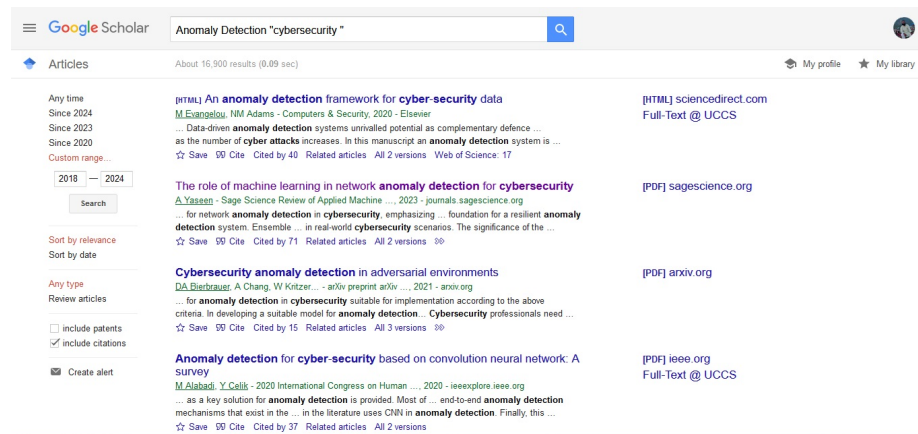 Google Scholar
Anomaly Detection "cybersecurity "
Articles
About 16,900 results (0.09 sec)
My profile
My library
Any time
Since 2024
Since 2023
Since 2020
Custom range...
2018 — 2024
Search
Sort by relevance
Sort by date
Any type
Review articles
include patents
include citations
Create alert
[HTML] An anomaly detection framework for cyber-security data
M Evangelou, NM Adams - Computers & Security, 2020 - Elsevier
... Data-driven anomaly detection systems unrivalled potential as complementary defence ...
as the number of cyber attacks increases. In this manuscript an anomaly detection system is ...
Save Cite Cited by 40 Related articles All 2 versions Web of Science: 17
[HTML] sciencedirect.com
Full-Text @ UCCS
The role of machine learning in network anomaly detection for cybersecurity
A Yaseen - Sage Science Review of Applied Machine ..., 2023 - journals.sagescience.org
... for network anomaly detection in cybersecurity, emphasizing ... foundation for a resilient anomaly
detection system. Ensemble ... in real-world cybersecurity scenarios. The significance of the ...
Save Cite Cited by 71 Related articles All 2 versions
[PDF] sagescience.org
Cybersecurity anomaly detection in adversarial environments
DA Bierbrauer, A Chang, W Kritzer... - arXiv preprint arXiv ..., 2021 - arxiv.org
... for anomaly detection in cybersecurity suitable for implementation according to the above
criteria. In developing a suitable model for anomaly detection... Cybersecurity professionals need ...
Save Cite Cited by 15 Related articles All 3 versions
[PDF] arxiv.org
Anomaly detection for cyber-security based on convolution neural network: A
survey
M Alabadi, Y Celik - 2020 International Congress on Human ..., 2020 - ieeexplore.ieee.org
... as a key solution for anomaly detection is provided. Most of ... end-to-end anomaly detection
mechanisms that exist in the ... in the literature uses CNN in anomaly detection. Finally, this ...
Save Cite Cited by 37 Related articles All 2 versions
[PDF] ieee.org
Full-Text @ UCCS